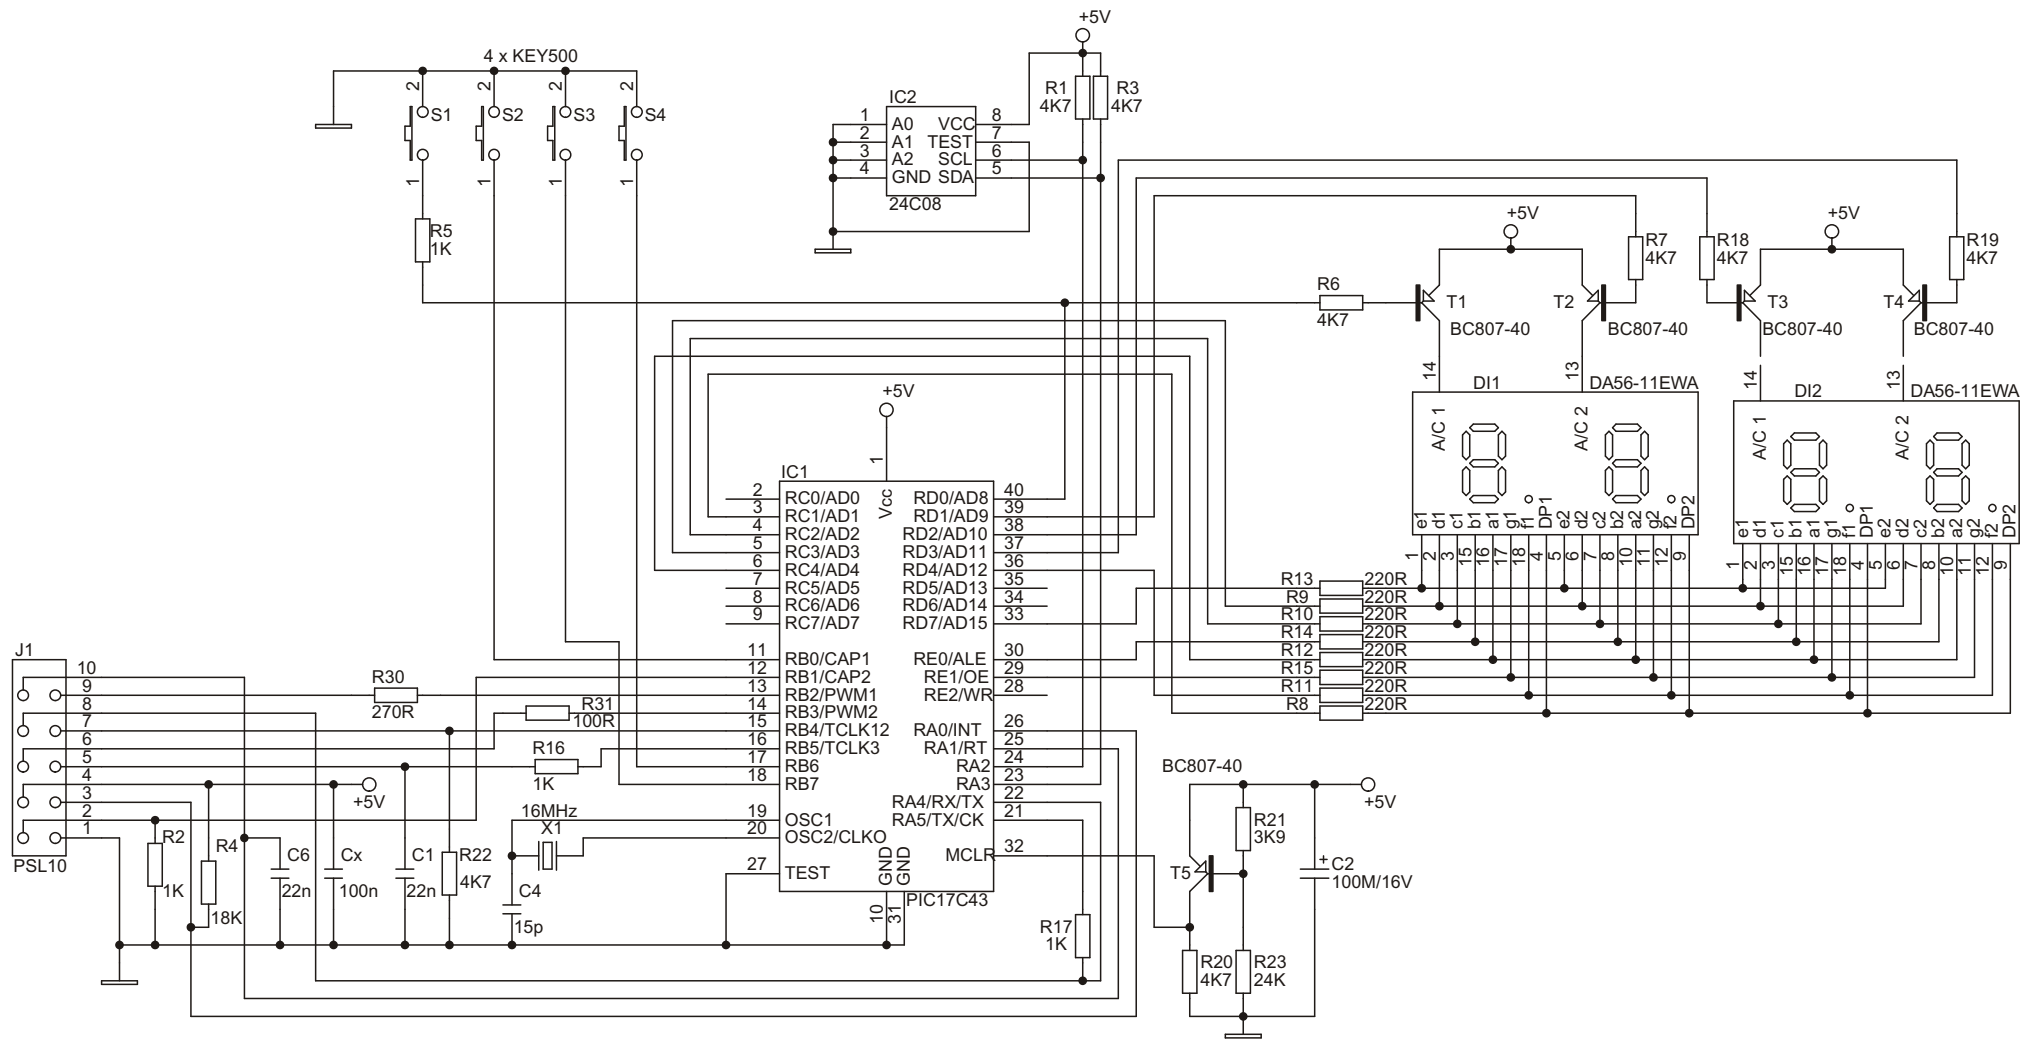 +5V
4 x KEY500
2 2 2 2
S1 S2 S3 S4
1 1 1 1
R5
1K
R1
4K7
R3
4K7
IC2
1 A0 VCC 8
2 A1 TEST 7
3 A2 SCL 6
4 GND SDA 5
24C08
+5V
+5V
R7
4K7
R18
4K7
R19
4K7
R6
4K7
T1
BC807-40
T2
BC807-40
T3
BC807-40
T4
BC807-40
14
13
14
13
DI1
DA56-11EWA
A/C 1
A/C 2
e1 d1 c1 b1 a1 g1 f1 DP1 e2 d2 c2 b2 a2 g2 f2 DP2
1 2 3 15 16 17 18 4 5 6 7 8 10 11 12 9
DI2
DA56-11EWA
A/C 1
A/C 2
e1 d1 c1 b1 a1 g1 f1 DP1 e2 d2 c2 b2 a2 g2 f2 DP2
1 2 3 15 16 17 18 4 5 6 7 8 10 11 12 9
R13 220R
R9 220R
R10 220R
R14 220R
R12 220R
R15 220R
R11 220R
R8 220R
+5V
1
Vcc
IC1
2 RC0/AD0 RD0/AD8 40
3 RC1/AD1 RD1/AD9 39
4 RC2/AD2 RD2/AD10 38
5 RC3/AD3 RD3/AD11 37
6 RC4/AD4 RD4/AD12 36
7 RC5/AD5 RD5/AD13 35
8 RC6/AD6 RD6/AD14 34
9 RC7/AD7 RD7/AD15 33
11 RB0/CAP1 RE0/ALE 30
12 RB1/CAP2 RE1/OE 29
13 RB2/PWM1 RE2/WR 28
14 RB3/PWM2
15 RB4/TCLK12 RA0/INT 26
16 RB5/TCLK3 RA1/RT 25
17 RB6 RA2 24
18 RB7 RA3 23
RA4/RX/TX 22
19 OSC1 RA5/TX/CK 21
20 OSC2/CLKO
MCLR 32
27 TEST
GND GND
10 31
PIC17C43
J1
10
9
8
7
6
5
4
3
2
1
PSL10
R30
270R
R31
100R
R16
1K
+5V
16MHz
X1
R2
1K
R4
18K
C6
22n
Cx
100n
C1
22n
R22
4K7
C4
15p
R17
1K
BC807-40
T5
+5V
R21
3K9
+
C2
100M/16V
R20
4K7
R23
24K